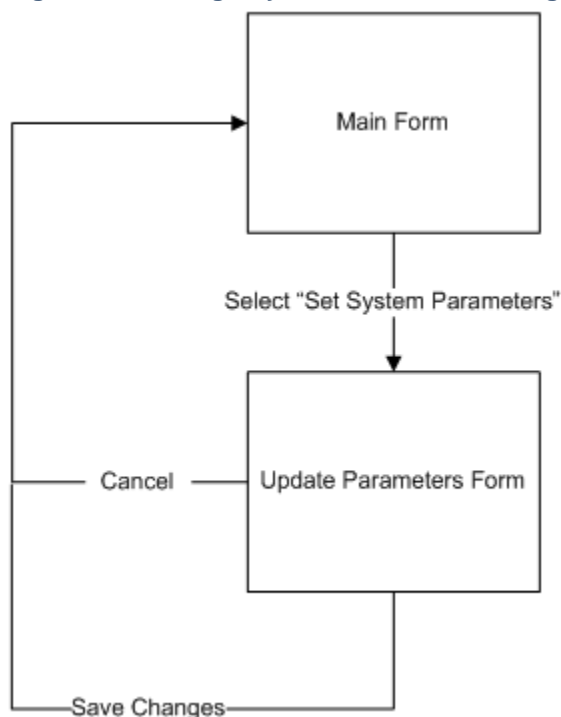 Main Form
Select “Set System Parameters”
Cancel
Update Parameters Form
Save Changes